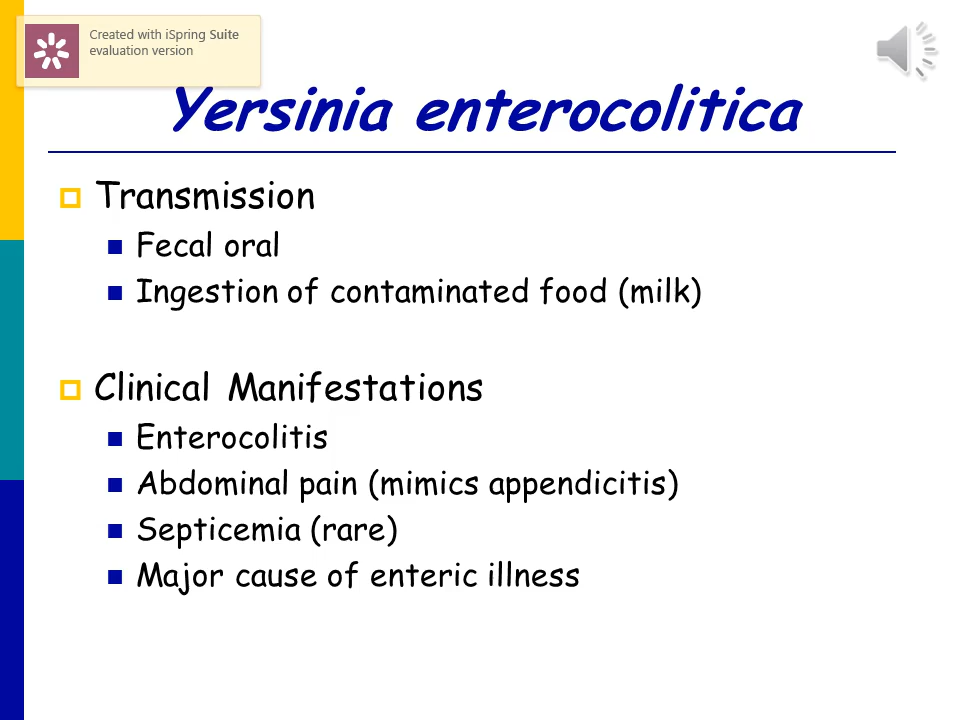 Created with iSpring Suite
evaluation version
Yersinia enterocolitica
Transmission
Fecal oral
Ingestion of contaminated food (milk)
Clinical Manifestations
Enterocolitis
Abdominal pain (mimics appendicitis)
Septicemia (rare)
Major cause of enteric illness